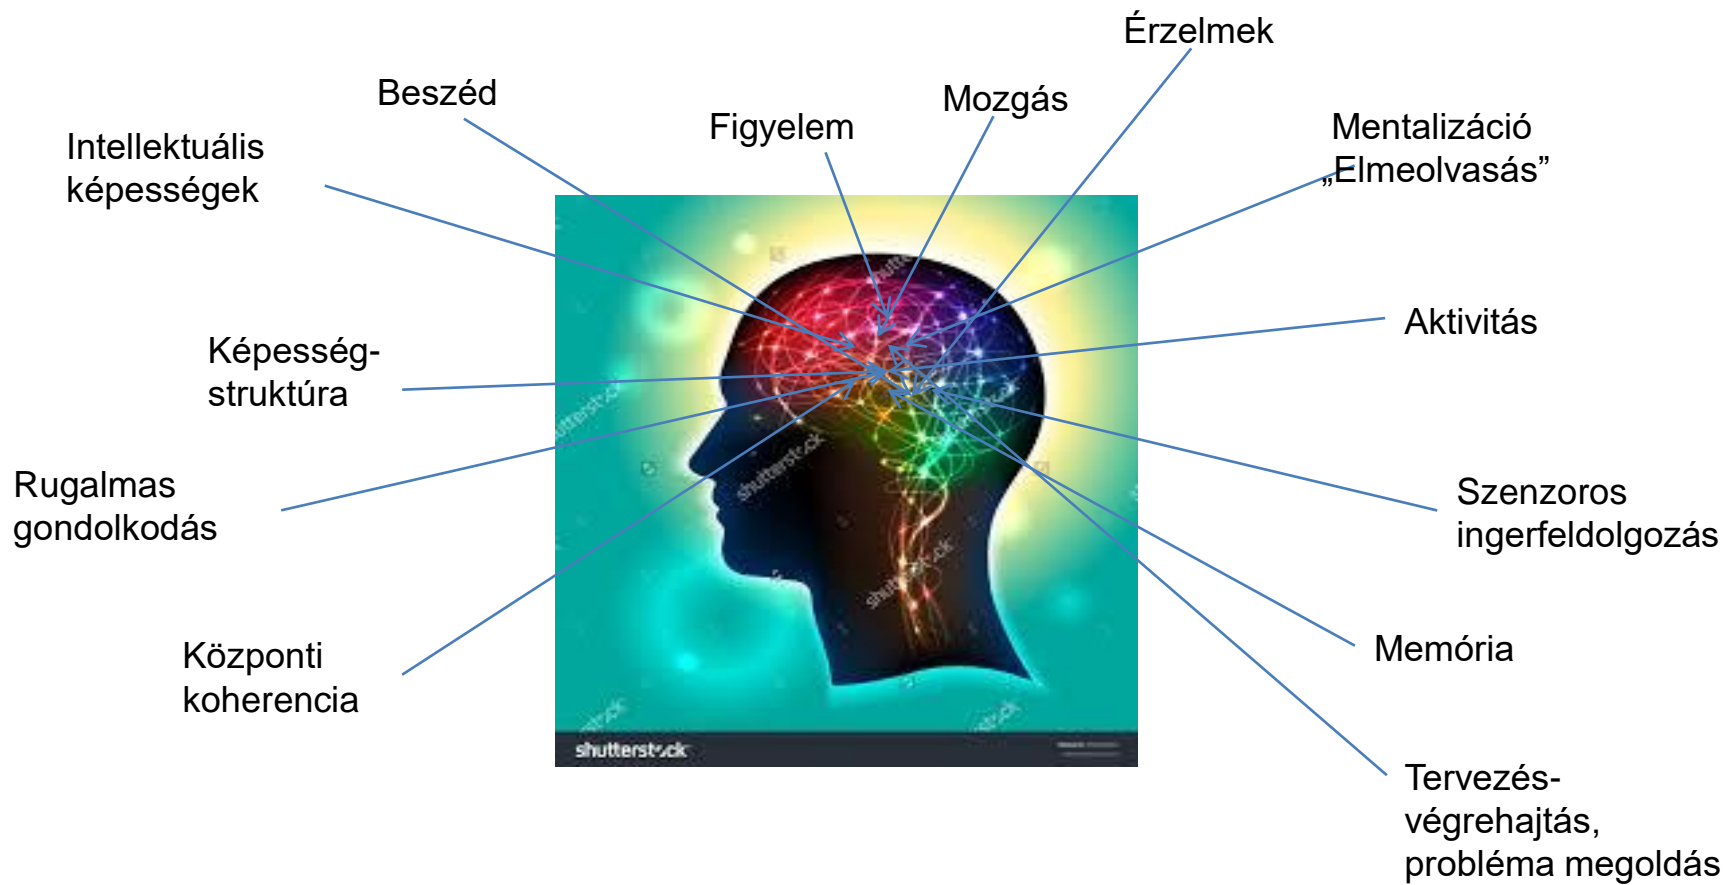 Érzelmek
Beszéd
Mozgás
Figyelem
Mentalizáció
„Elmeolvasás”
Intellektuális
képességek
Aktivitás
Képesség-
struktúra
Rugalmas
gondolkodás
Szenzoros
ingerfeldolgozás
Központi
koherencia
Memória
shutterstock
Tervezés-
végrehajtás,
probléma megoldás